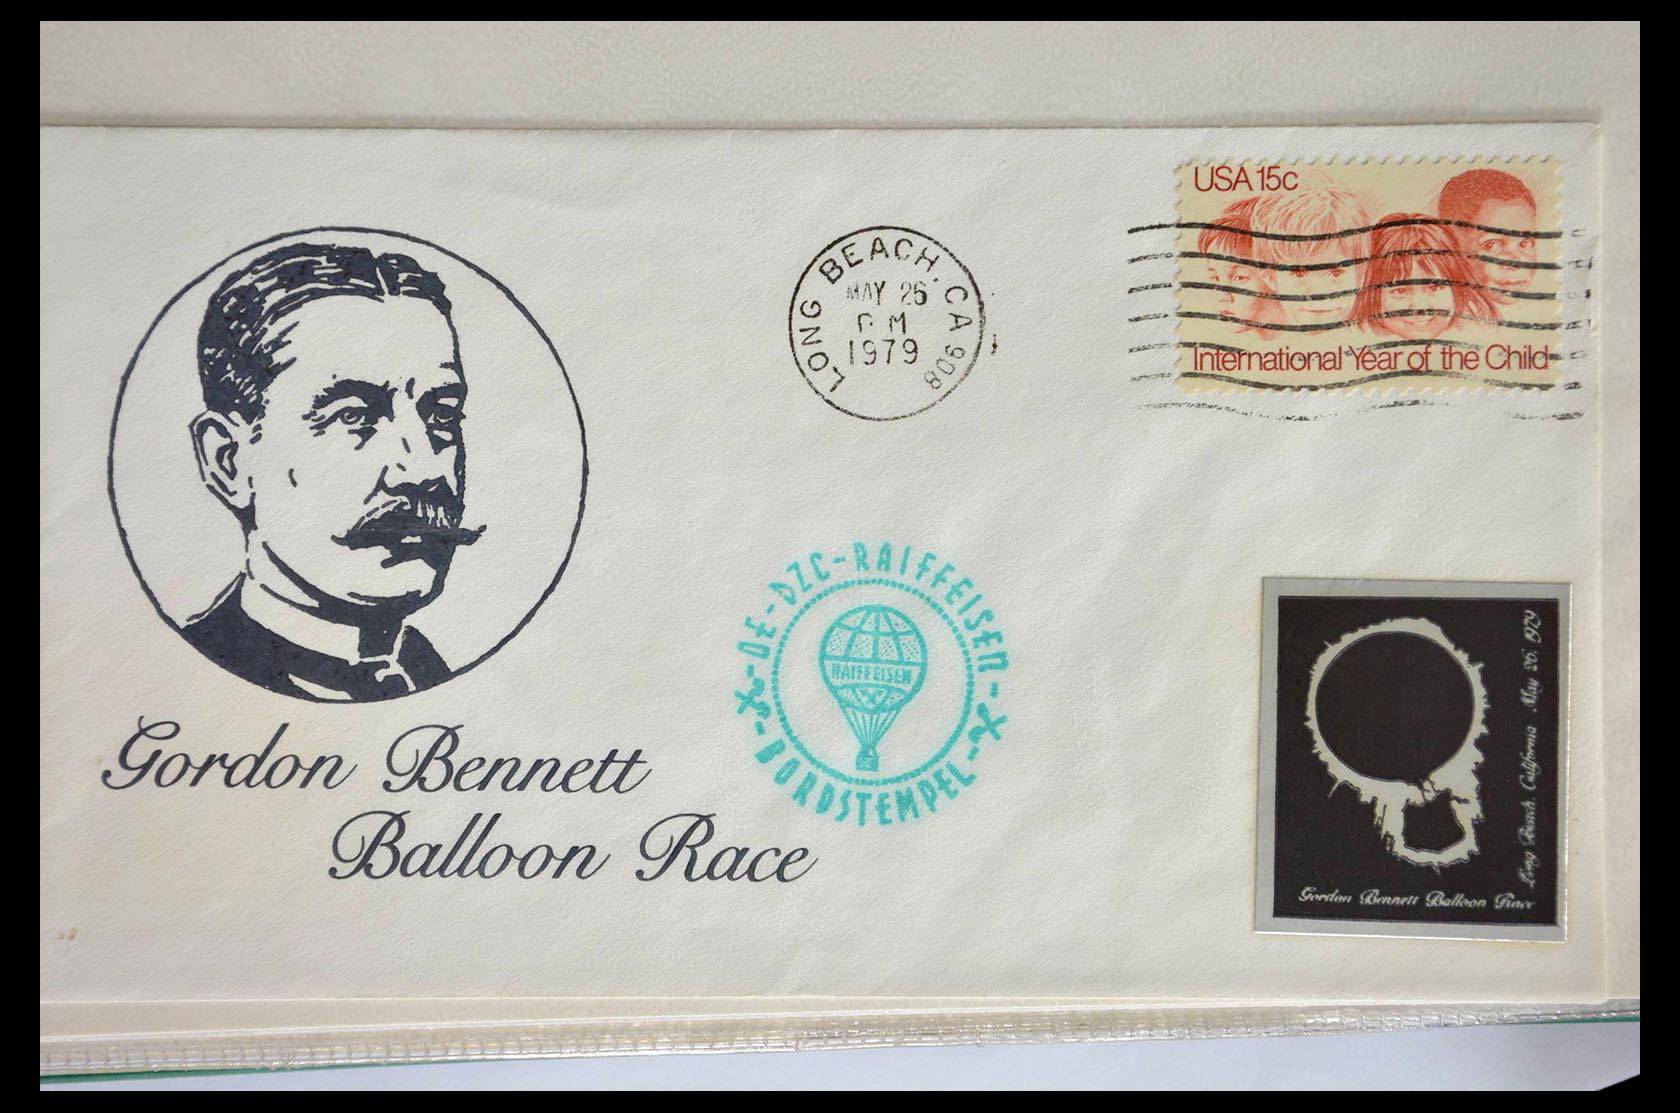 USA 15c
International Year of the Child
LONG BEACH, CA 908
MAY 26
PM
1979
Gordon Bennett
Balloon Race
OE-DZC-RAIFFEISEN
RAIFFEISEN
BORDSTEMPEL
Long Beach, California . May 26. 1979
Gordon Bennett Balloon Race